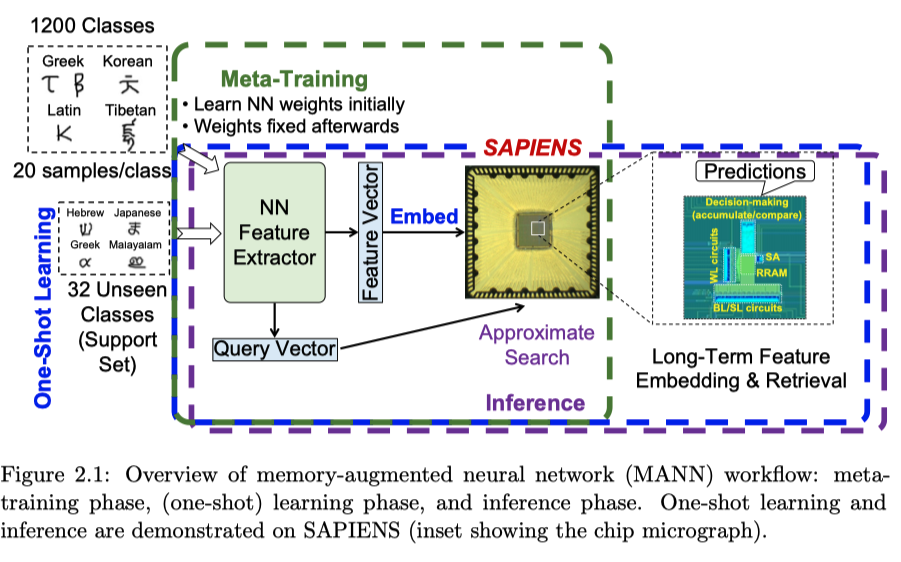 1200 Classes
Greek Korean
τ β
Latin Tibetan
K
20 samples/class
Meta-Training
• Learn NN weights initially
• Weights fixed afterwards
One-Shot Learning
Hebrew Japanese
Greek Malayalam
α
32 Unseen
Classes
(Support
Set)
NN
Feature
Extractor
Feature Vector
Embed
Query Vector
SAPIENS
Approximate
Search
Inference
Predictions
Decision-making
(accumulate/compare)
WL circuits
SA
RRAM
BL/SL circuits
Long-Term Feature
Embedding & Retrieval
Figure 2.1: Overview of memory-augmented neural network (MANN) workflow: meta-
training phase, (one-shot) learning phase, and inference phase. One-shot learning and
inference are demonstrated on SAPIENS (inset showing the chip micrograph).